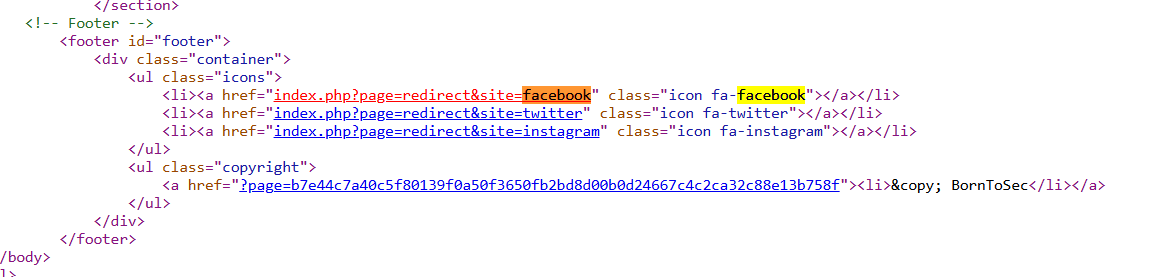 </section>
<!-- Footer -->
<footer id="footer">
<div class="container">
<ul class="icons">
<li><a href="index.php?page=redirect&site=facebook" class="icon fa-facebook"></a></li>
<li><a href="index.php?page=redirect&site=twitter" class="icon fa-twitter"></a></li>
<li><a href="index.php?page=redirect&site=instagram" class="icon fa-instagram"></a></li>
</ul>
<ul class="copyright">
<a href="?page=b7e44c7a40c5f80139f0a50f3650fb2bd8d00b0d24667c4c2ca32c88e13b758f"><li>&copy; BornToSec</li></a>
</ul>
</div>
</footer>
/body>
l>